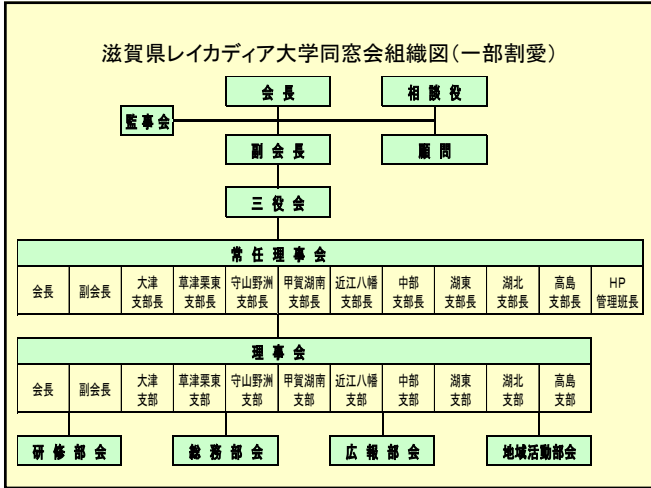 滋賀県レイカディア大学同窓会組織図(一部割愛)
会長 相談役
監事会
副会長 顧問
三役会
常任理事会
会長 副会長 大津支部長 草津栗東支部長 守山野洲支部長 甲賀湖南支部長 近江八幡支部長 中部支部長 湖東支部長 湖北支部長 高島支部長 HP管理班長
理事会
会長 副会長 大津支部 草津栗東支部 守山野洲支部 甲賀湖南支部 近江八幡支部 中部支部 湖東支部 湖北支部 高島支部
研修部会 総務部会 広報部会 地域活動部会